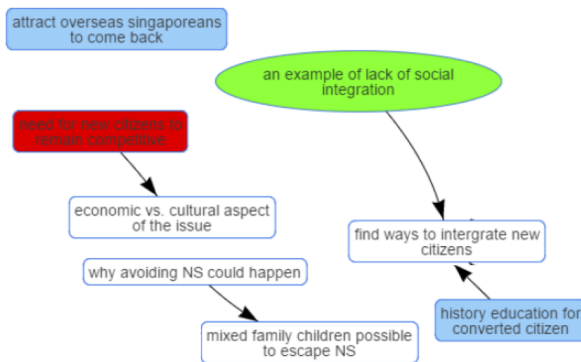 attract overseas singaporeans
to come back
an example of lack of social
integration
need for new citizens to
remain competitive
economic vs. cultural aspect
of the issue
find ways to intergrate new
citizens
why avoiding NS could happen
history education for
converted citizen
mixed family children possible
to escape NS